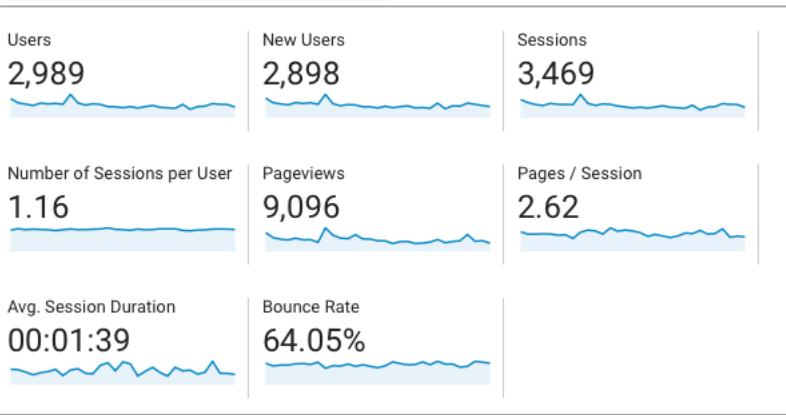 Users
2,989
New Users
2,898
Sessions
3,469
Number of Sessions per User
1.16
Pageviews
9,096
Pages / Session
2.62
Avg. Session Duration
00:01:39
Bounce Rate
64.05%